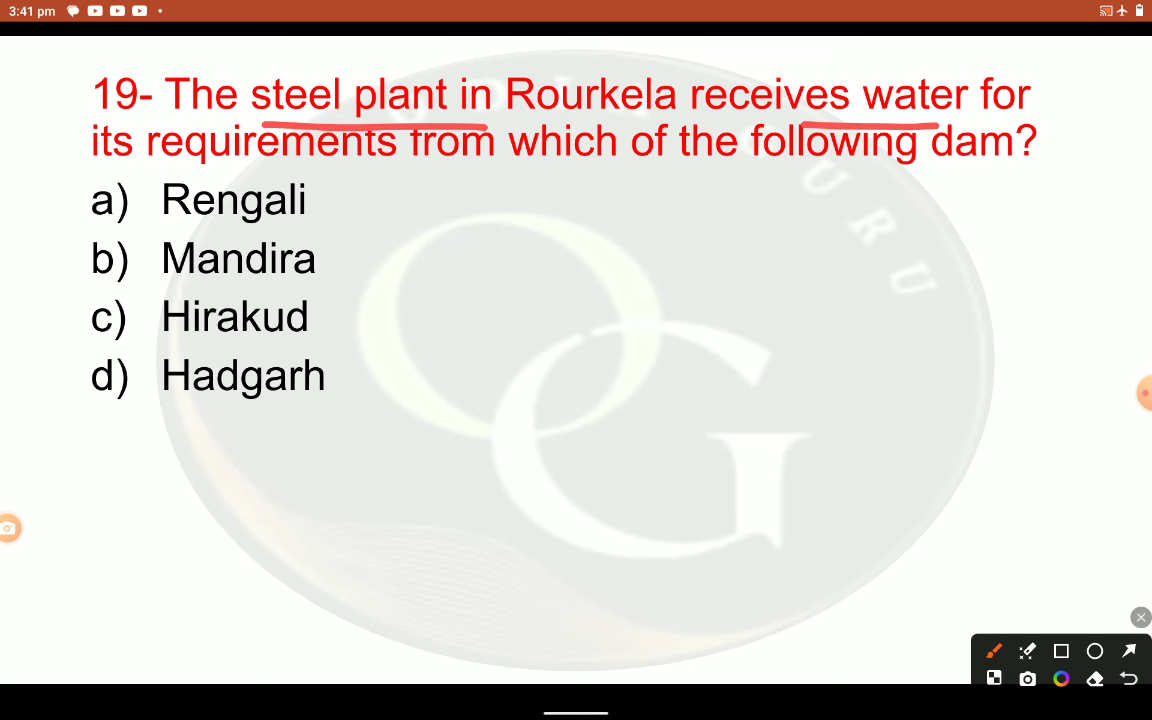 3:41 pm
19- The steel plant in Rourkela receives water for
its requirements from which of the following dam?
a) Rengali
b) Mandira
c) Hirakud
d) Hadgarh
OG